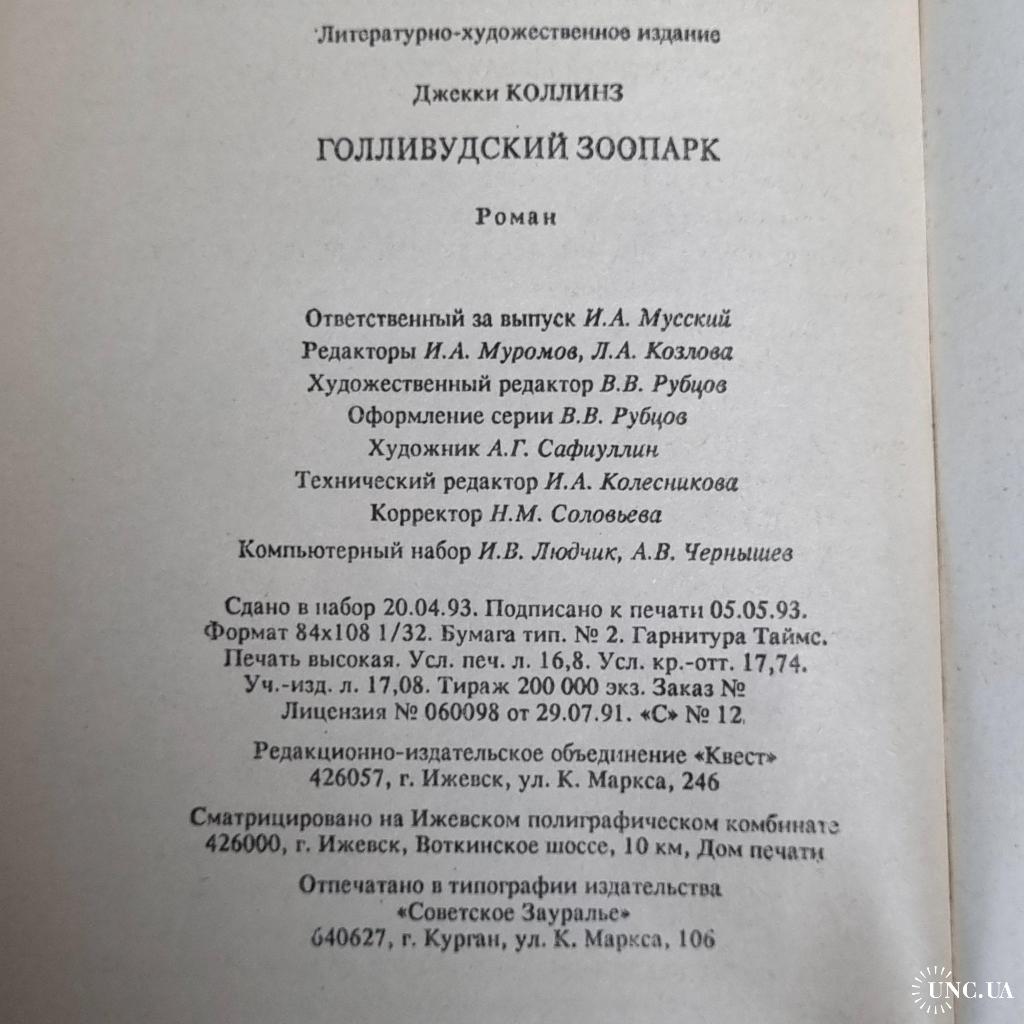 Литературно-художественное издание
Джекки КОЛЛИНЗ
ГОЛЛИВУДСКИЙ ЗООПАРК
Роман
Ответственный за выпуск И.А. Мусский
Редакторы И.А. Муромов, Л.А. Козлова
Художественный редактор В.В. Рубцов
Оформление серии В.В. Рубцов
Художник А.Г. Сафиуллин
Технический редактор И.А. Колесникова
Корректор Н.М. Соловьева
Компьютерный набор И.В. Людчик, А.В. Чернышев
Сдано в набор 20.04.93. Подписано к печати 05.05.93.
Формат 84х108 1/32. Бумага тип. № 2. Гарнитура Таймс.
Печать высокая. Усл. печ. л. 16,8. Усл. кр.-отт. 17,74.
Уч.-изд. л. 17,08. Тираж 200 000 экз. Заказ №
Лицензия № 060098 от 29.07.91. «С» № 12.
Редакционно-издательское объединение «Квест»
426057, г. Ижевск, ул. К. Маркса, 246
Сматрицировано на Ижевском полиграфическом комбинате
426000, г. Ижевск, Воткинское шоссе, 10 км, Дом печати
Отпечатано в типографии издательства
«Советское Зауралье»
640627, г. Курган, ул. К. Маркса, 106
UNC.UA